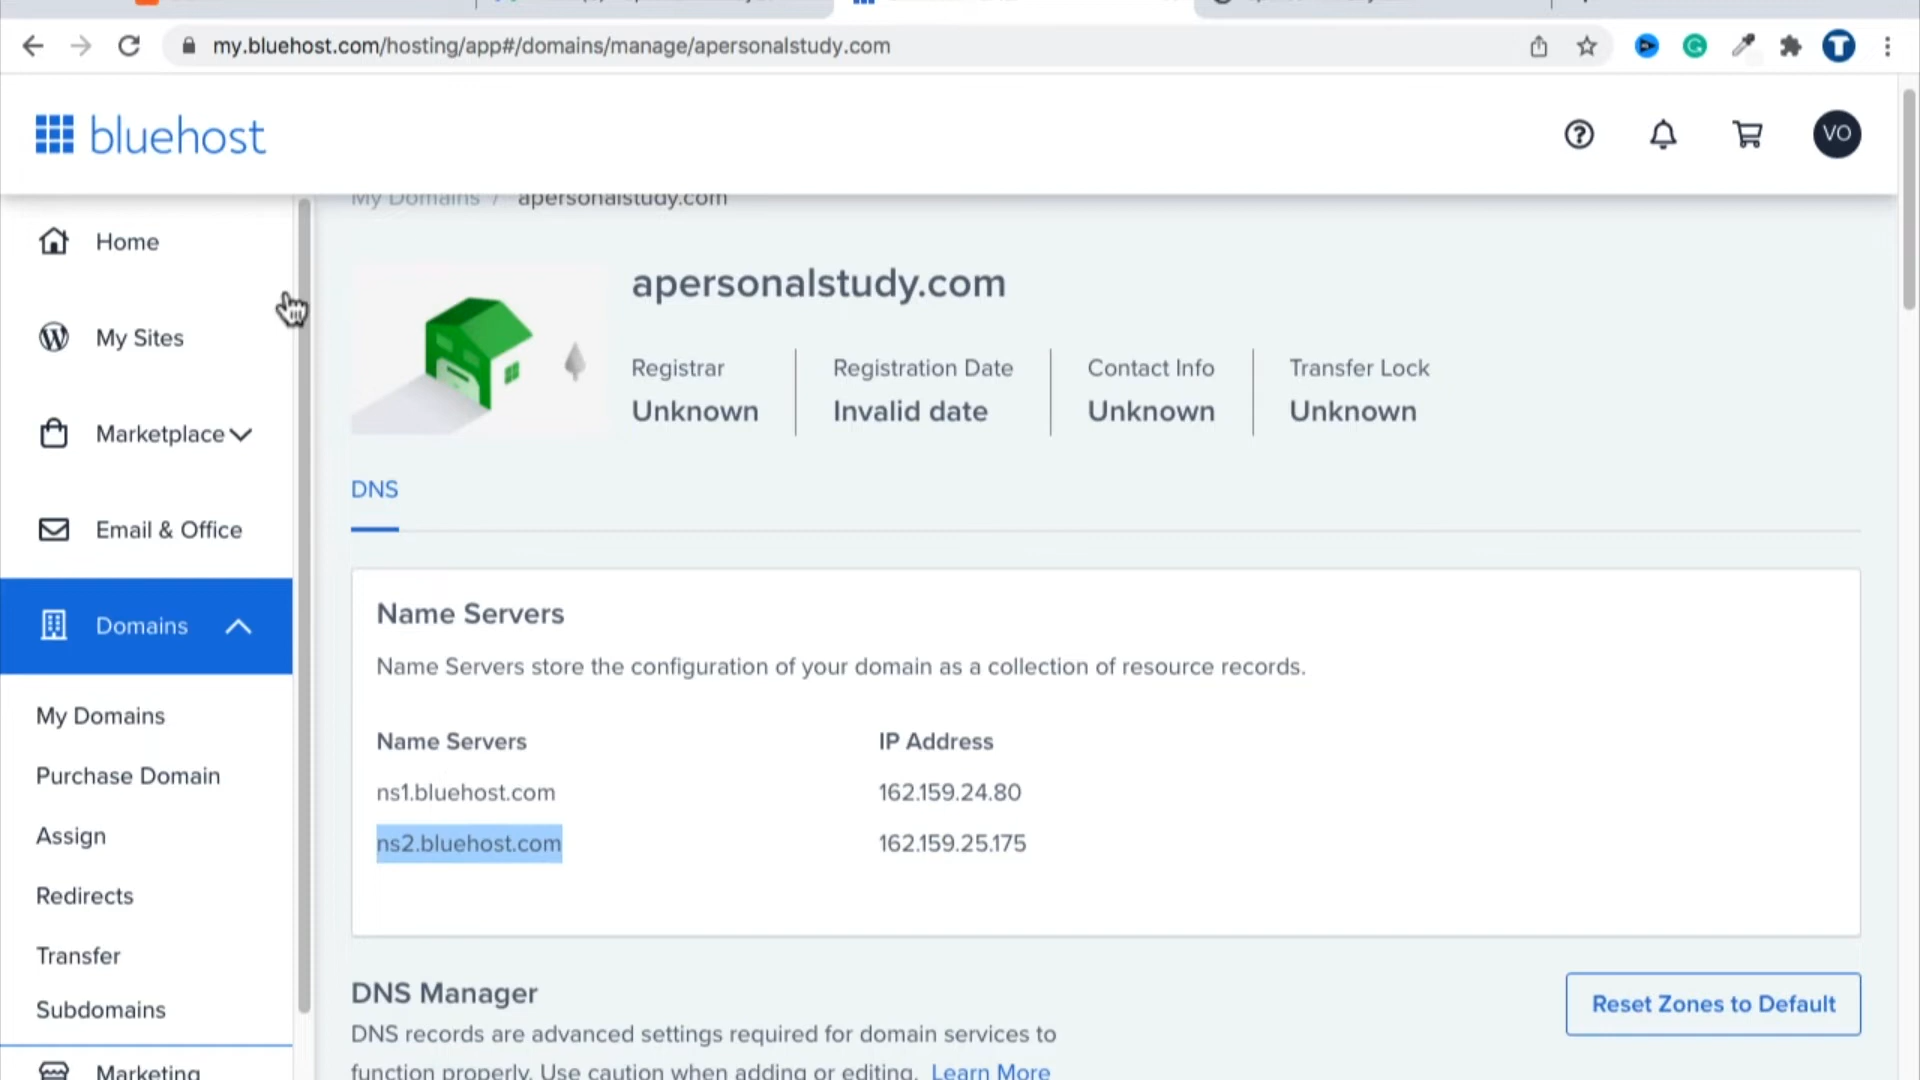 my.bluehost.com/hosting/app#/domains/manage/apersonalstudy.com
bluehost
VO
My Domains / apersonalstudy.com
Home
My Sites
Marketplace
Email & Office
Domains
My Domains
Purchase Domain
Assign
Redirects
Transfer
Subdomains
Marketing
apersonalstudy.com
Registrar
Unknown
Registration Date
Invalid date
Contact Info
Unknown
Transfer Lock
Unknown
DNS
Name Servers
Name Servers store the configuration of your domain as a collection of resource records.
Name Servers IP Address
ns1.bluehost.com 162.159.24.80
ns2.bluehost.com 162.159.25.175
DNS Manager
DNS records are advanced settings required for domain services to
function properly. Use caution when adding or editing. Learn More
Reset Zones to Default